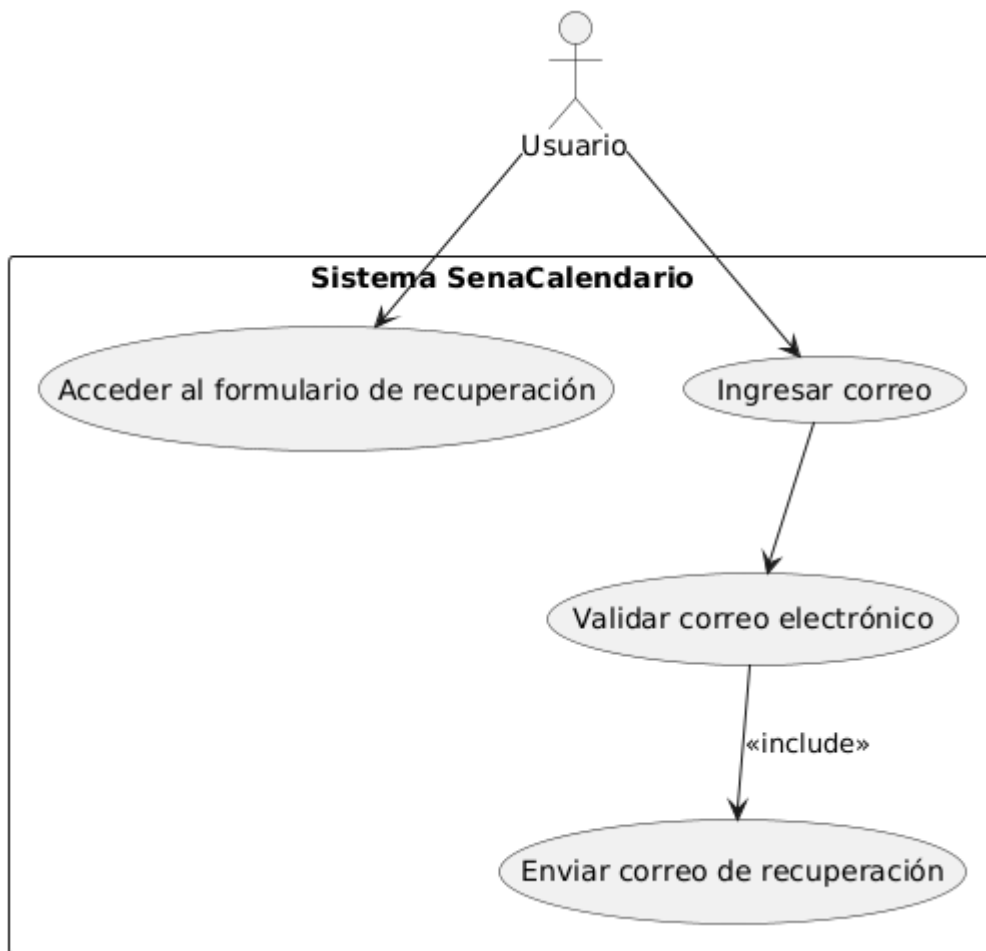 Usuario
Sistema SenaCalendario
Acceder al formulario de recuperación
Ingresar correo
Validar correo electrónico
«include»
Enviar correo de recuperación